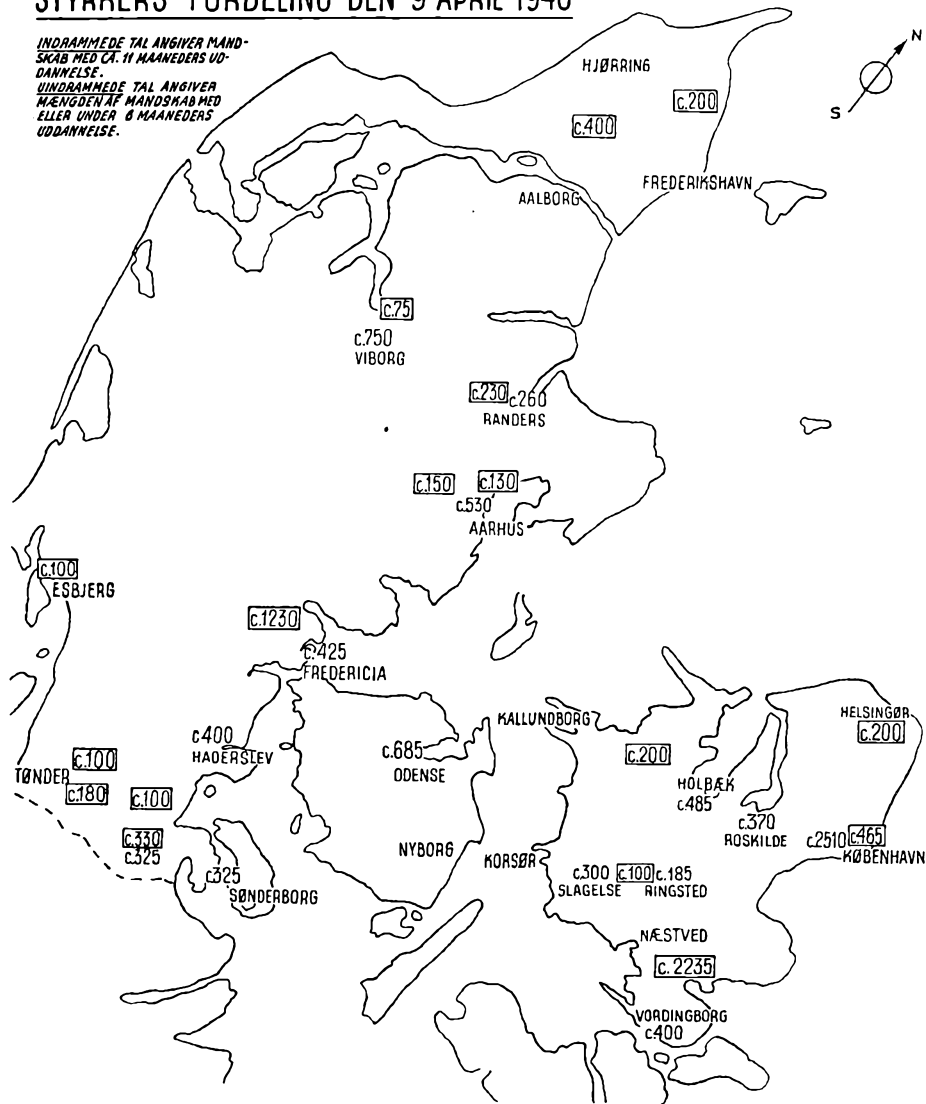 STYRKERS FORDELING DEN 9 APRIL 1940
INDRAMMEDE TAL ANGIVER MAND-
SKAB MED CA. 11 MAANEDERS UD-
DANNELSE.
UINDRAMMEDE TAL ANGIVER
MÆNGDEN AF MANDSKAB MED
ELLER UNDER 6 MAANEDERS
UDDANNELSE.
N
S
HJØRRING
c.200
c.400
FREDERIKSHAVN
AALBORG
c.75
c.750
VIBORG
c.230 c.260
RANDERS
c.150 c.130
c.530
AARHUS
c.100
ESBJERG
c.1230
c.425
FREDERICIA
c.400
HADERSLEV
KALLUNDBORG
HELSINGØR
c.200
c.685
ODENSE
c.200
c.100
TØNDER
c.180 c.100
HOLBÆK
c.485
c.370
ROSKILDE
c.330
c.325
NYBORG
KORSØR
c.2510 c.465
KØBENHAVN
c.325
SØNDERBORG
c.300 c.100 c.185
SLAGELSE RINGSTED
NÆSTVED
c.2235
VORDINGBORG
c.400